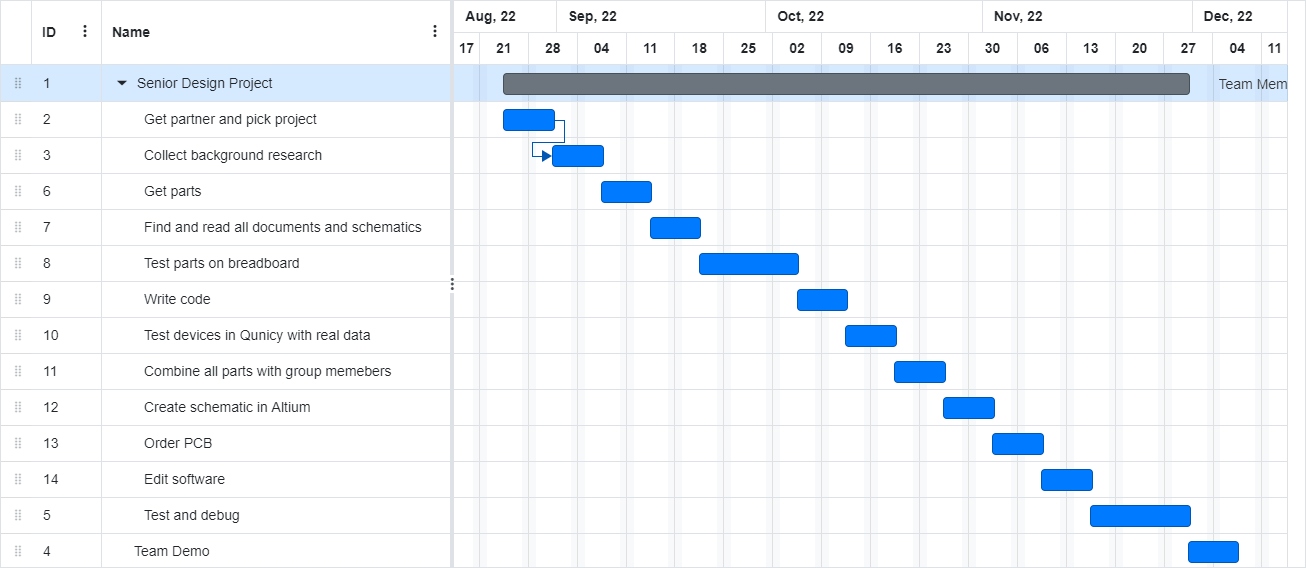 ID Name Aug, 22 Sep, 22 Oct, 22 Nov, 22 Dec, 22
17 21 28 04 11 18 25 02 09 16 23 30 06 13 20 27 04 11
1 Senior Design Project Team Mem
2 Get partner and pick project
3 Collect background research
6 Get parts
7 Find and read all documents and schematics
8 Test parts on breadboard
9 Write code
10 Test devices in Qunicy with real data
11 Combine all parts with group memebers
12 Create schematic in Altium
13 Order PCB
14 Edit software
5 Test and debug
4 Team Demo